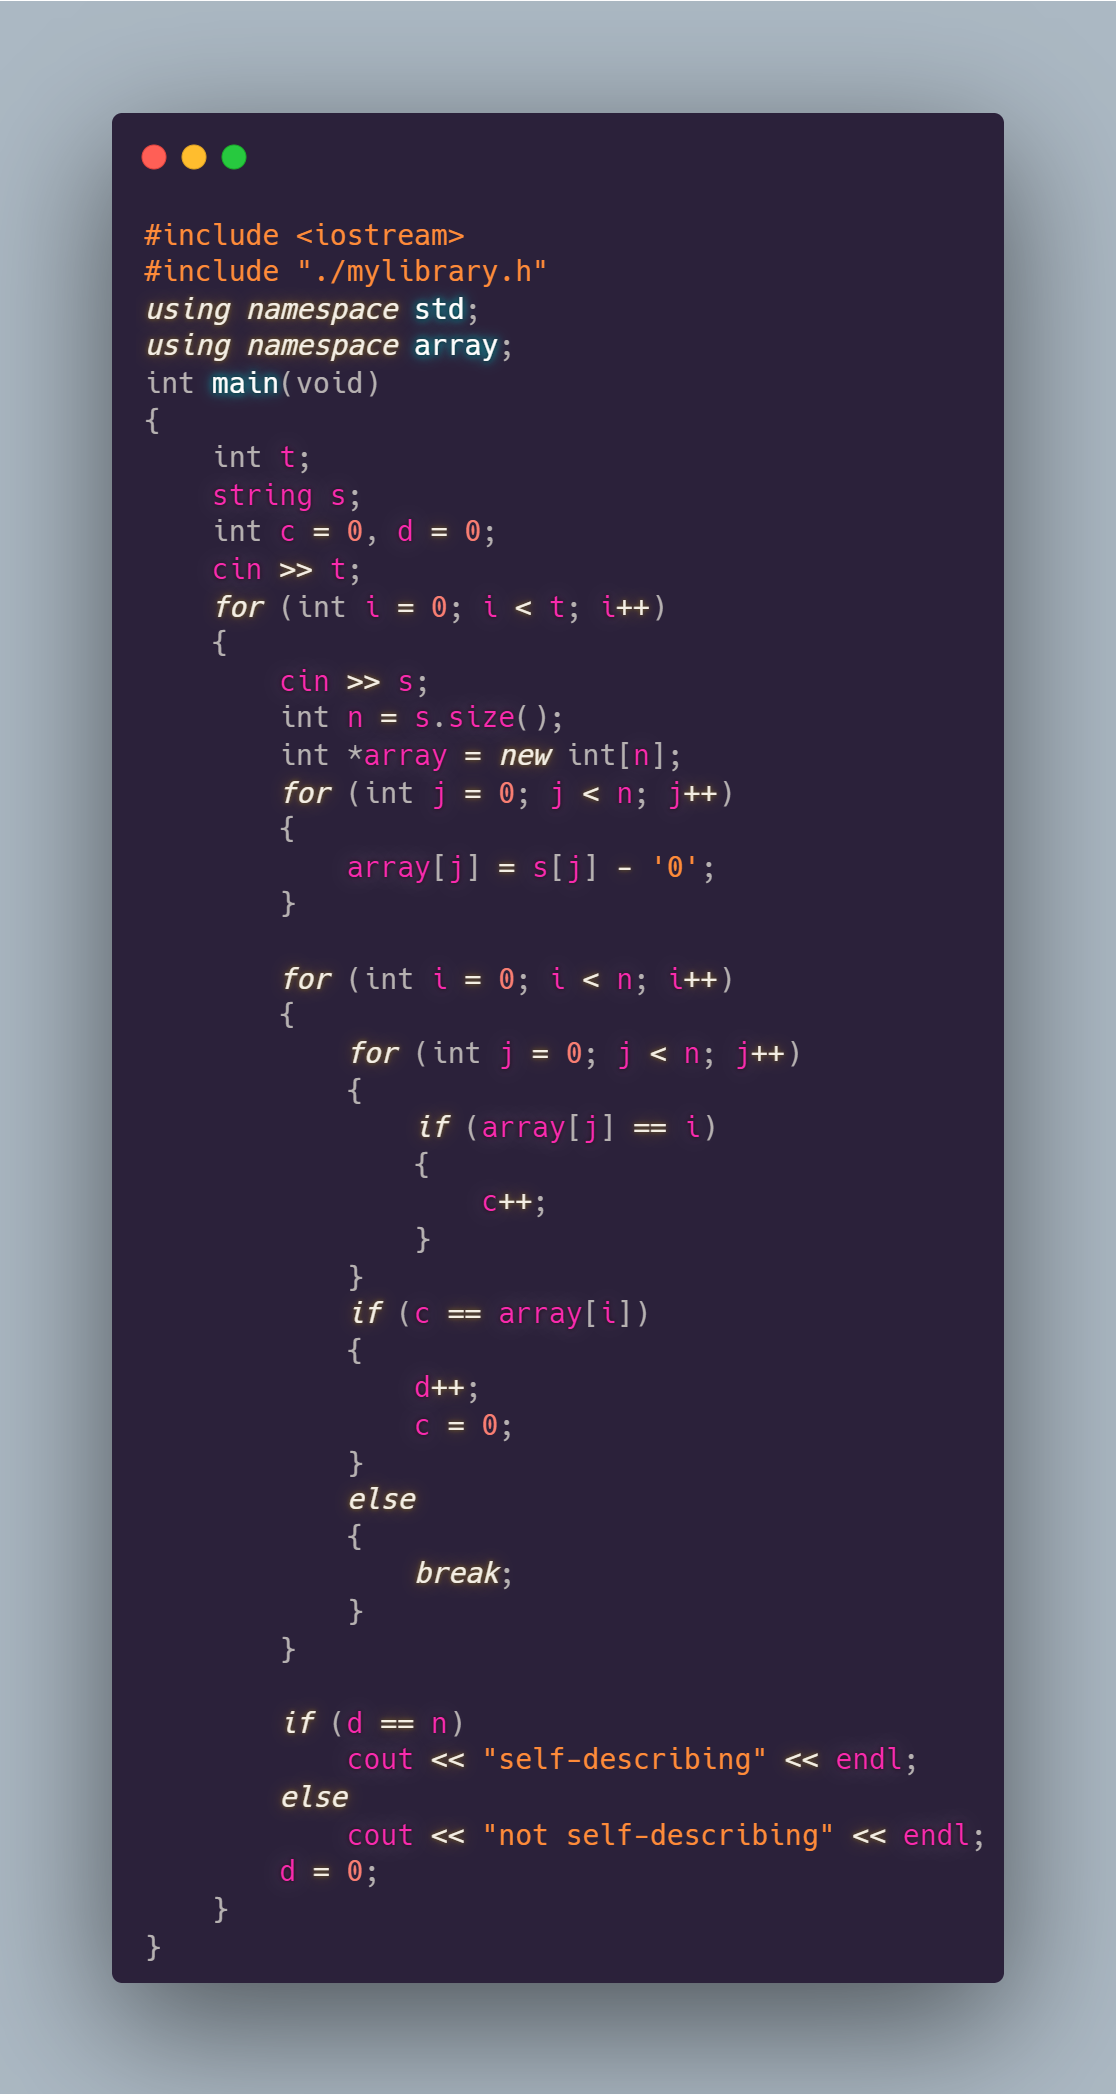 #include <iostream>
#include "./mylibrary.h"
using namespace std;
using namespace array;
int main(void)
{
    int t;
    string s;
    int c = 0, d = 0;
    cin >> t;
    for (int i = 0; i < t; i++)
    {
        cin >> s;
        int n = s.size();
        int *array = new int[n];
        for (int j = 0; j < n; j++)
        {
            array[j] = s[j] - '0';
        }

        for (int i = 0; i < n; i++)
        {
            for (int j = 0; j < n; j++)
            {
                if (array[j] == i)
                {
                    c++;
                }
            }
            if (c == array[i])
            {
                d++;
                c = 0;
            }
            else
            {
                break;
            }
        }

        if (d == n)
            cout << "self-describing" << endl;
        else
            cout << "not self-describing" << endl;
        d = 0;
    }
}